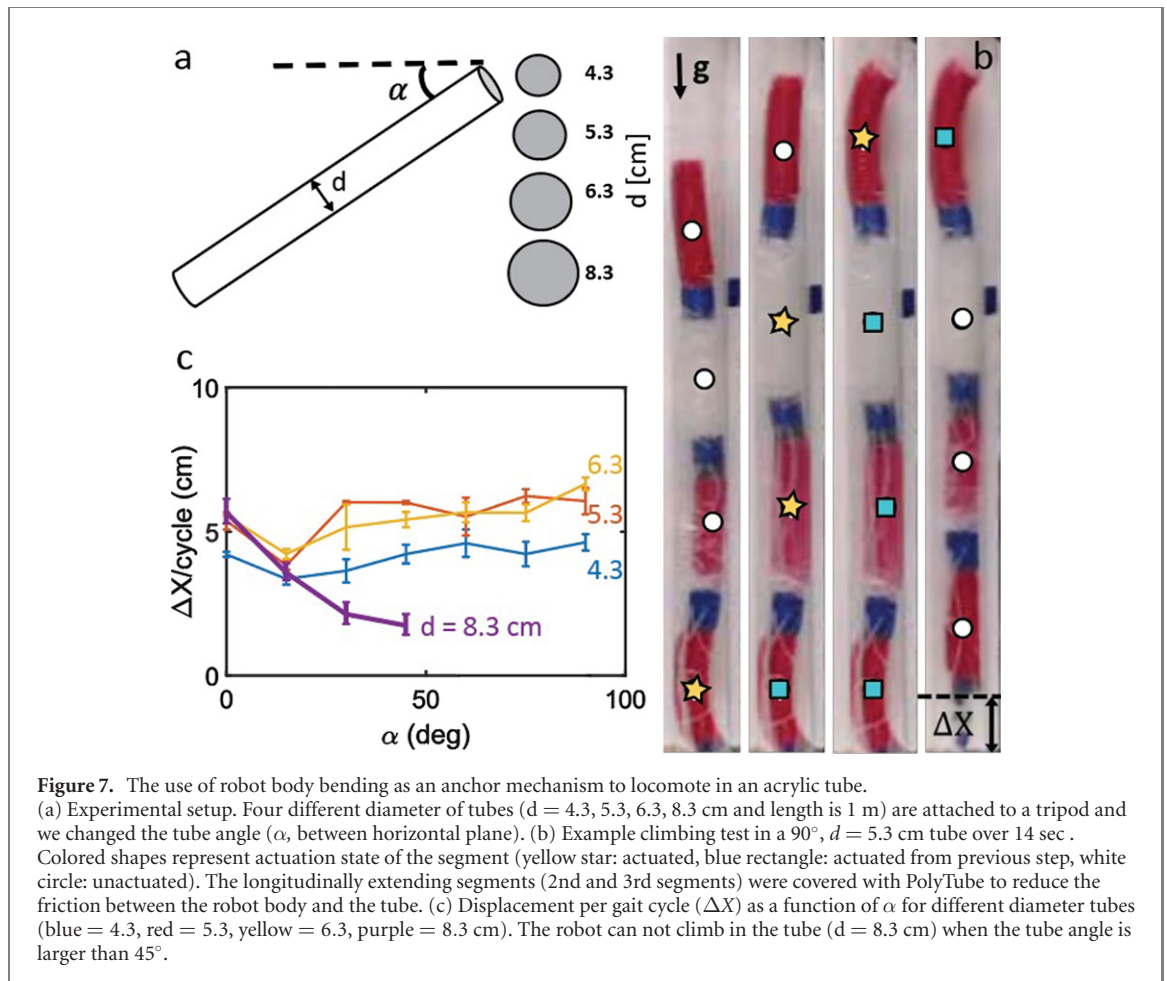 a
α
d
4.3
5.3
6.3
8.3
d [cm]
g
b
ΔX
c
10
5
0
ΔX/cycle (cm)
6.3
5.3
4.3
d = 8.3 cm
0
50
100
α (deg)
Figure 7. The use of robot body bending as an anchor mechanism to locomote in an acrylic tube.
(a) Experimental setup. Four different diameter of tubes (d = 4.3, 5.3, 6.3, 8.3 cm and length is 1 m) are attached to a tripod and
we changed the tube angle (α, between horizontal plane). (b) Example climbing test in a 90°, d = 5.3 cm tube over 14 sec .
Colored shapes represent actuation state of the segment (yellow star: actuated, blue rectangle: actuated from previous step, white
circle: unactuated). The longitudinally extending segments (2nd and 3rd segments) were covered with PolyTube to reduce the
friction between the robot body and the tube. (c) Displacement per gait cycle (ΔX) as a function of α for different diameter tubes
(blue = 4.3, red = 5.3, yellow = 6.3, purple = 8.3 cm). The robot can not climb in the tube (d = 8.3 cm) when the tube angle is
larger than 45°.